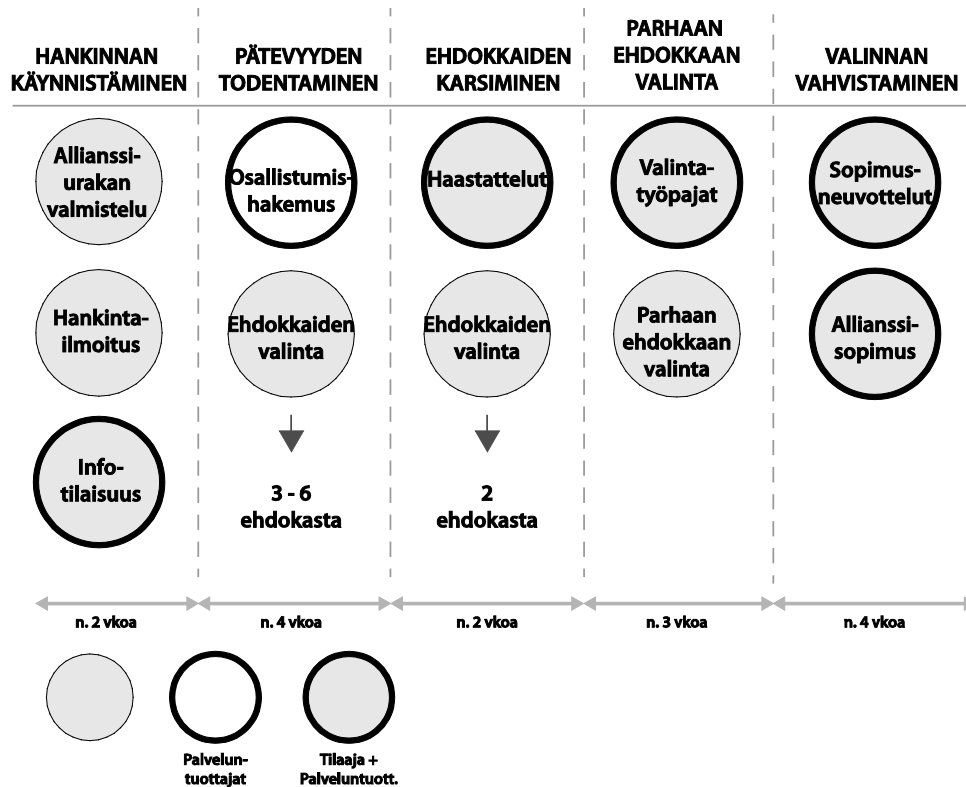 HANKINNAN
KÄYNNISTÄMINEN
PÄTEVYYDEN
TODENTAMINEN
EHDOKKAIDEN
KARSIMINEN
PARHAAN
EHDOKKAAN
VALINTA
VALINNAN
VAHVISTAMINEN
Allianssi-
urakan
valmistelu
Osallistumis-
hakemus
Haastattelut
Valinta-
työpajat
Sopimus-
neuvottelut
Hankinta-
ilmoitus
Ehdokkaiden
valinta
Ehdokkaiden
valinta
Parhaan
ehdokkaan
valinta
Allianssi-
sopimus
Info-
tilaisuus
3 - 6
ehdokasta
2
ehdokasta
n. 2 vkoa
n. 4 vkoa
n. 2 vkoa
n. 3 vkoa
n. 4 vkoa
Palvelun-
tuottajat
Tilaaja +
Palveluntuott.